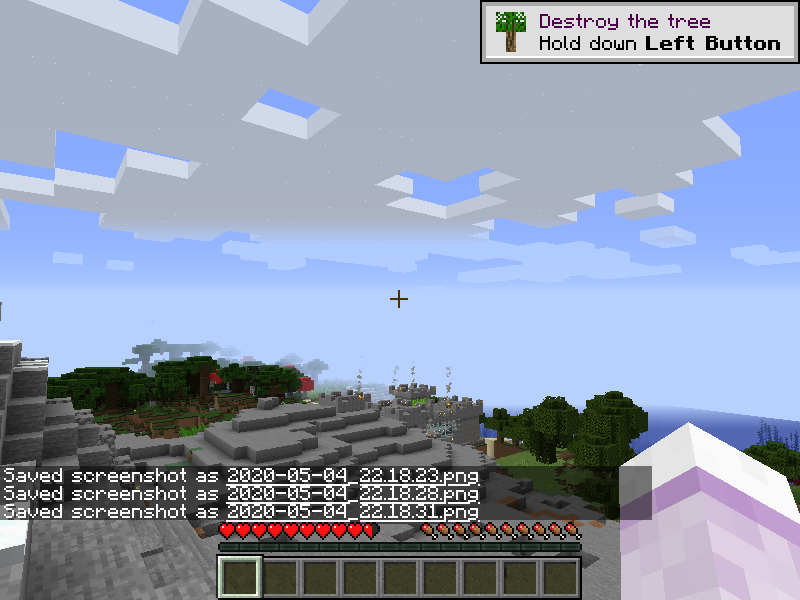 Destroy the tree
Hold down Left Button
Saved screenshot as 2020-05-04_22.18.23.png
Saved screenshot as 2020-05-04_22.18.28.png
Saved screenshot as 2020-05-04_22.18.31.png